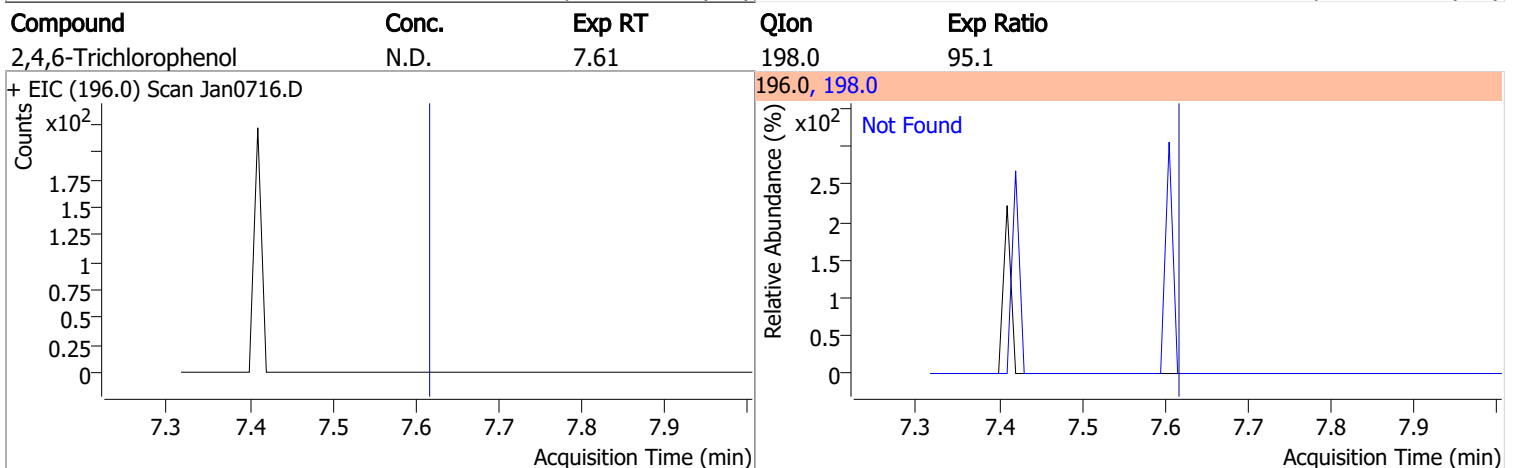 Compound Conc. Exp RT QIon Exp Ratio
2,4,6-Trichlorophenol N.D. 7.61 198.0 95.1
+ EIC (196.0) Scan Jan0716.D
Counts
x10²
1.75
1.5
1.25
1
0.75
0.5
0.25
0
7.3 7.4 7.5 7.6 7.7 7.8 7.9
Acquisition Time (min)
196.0, 198.0
Relative Abundance (%)
x10²
Not Found
2.5
2
1.5
1
0.5
0
7.3 7.4 7.5 7.6 7.7 7.8 7.9
Acquisition Time (min)